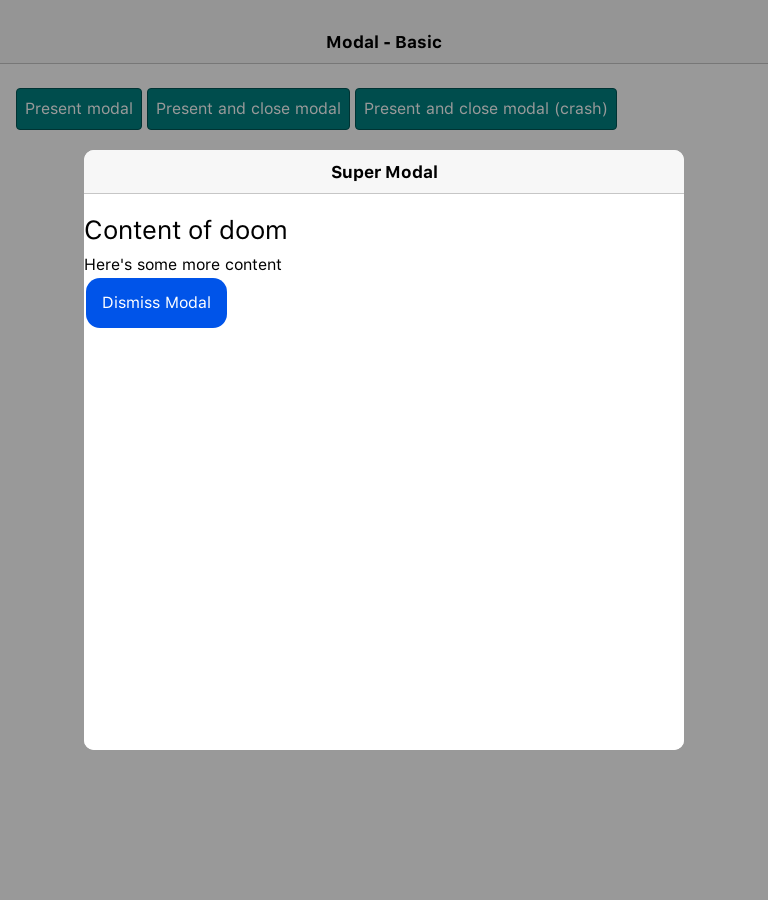 Modal - Basic
Present modal Present and close modal Present and close modal (crash)
Super Modal
Content of doom
Here's some more content
Dismiss Modal